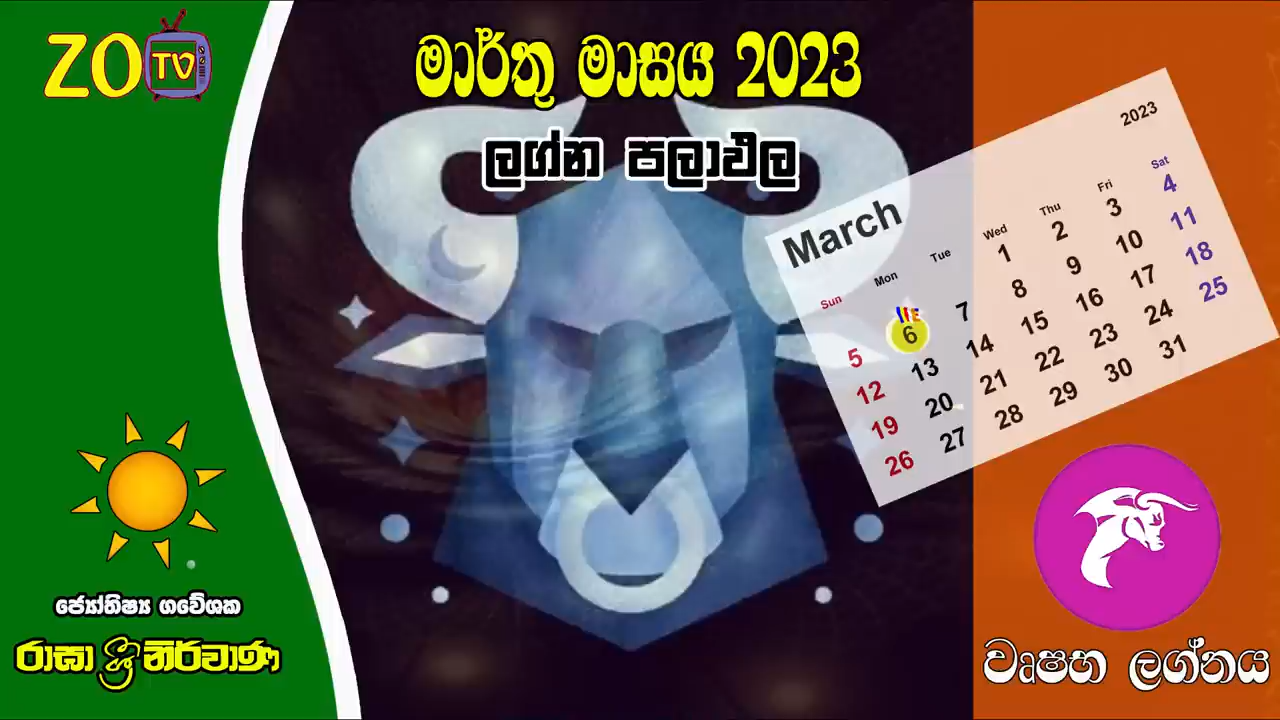 ZO TV
මාර්තු මාසය 2023
ලග්න පලාඵල
2023
March
Sun Mon Tue Wed Thu Fri Sat
1 2 3 4
5 6 7 8 9 10 11
12 13 14 15 16 17 18
19 20 21 22 23 24 25
26 27 28 29 30 31
ජ්‍යෝතිෂ්‍ය ගවේශක
රාඝා ශ්‍රී නිර්වාණ
වෘෂභ ලග්නය